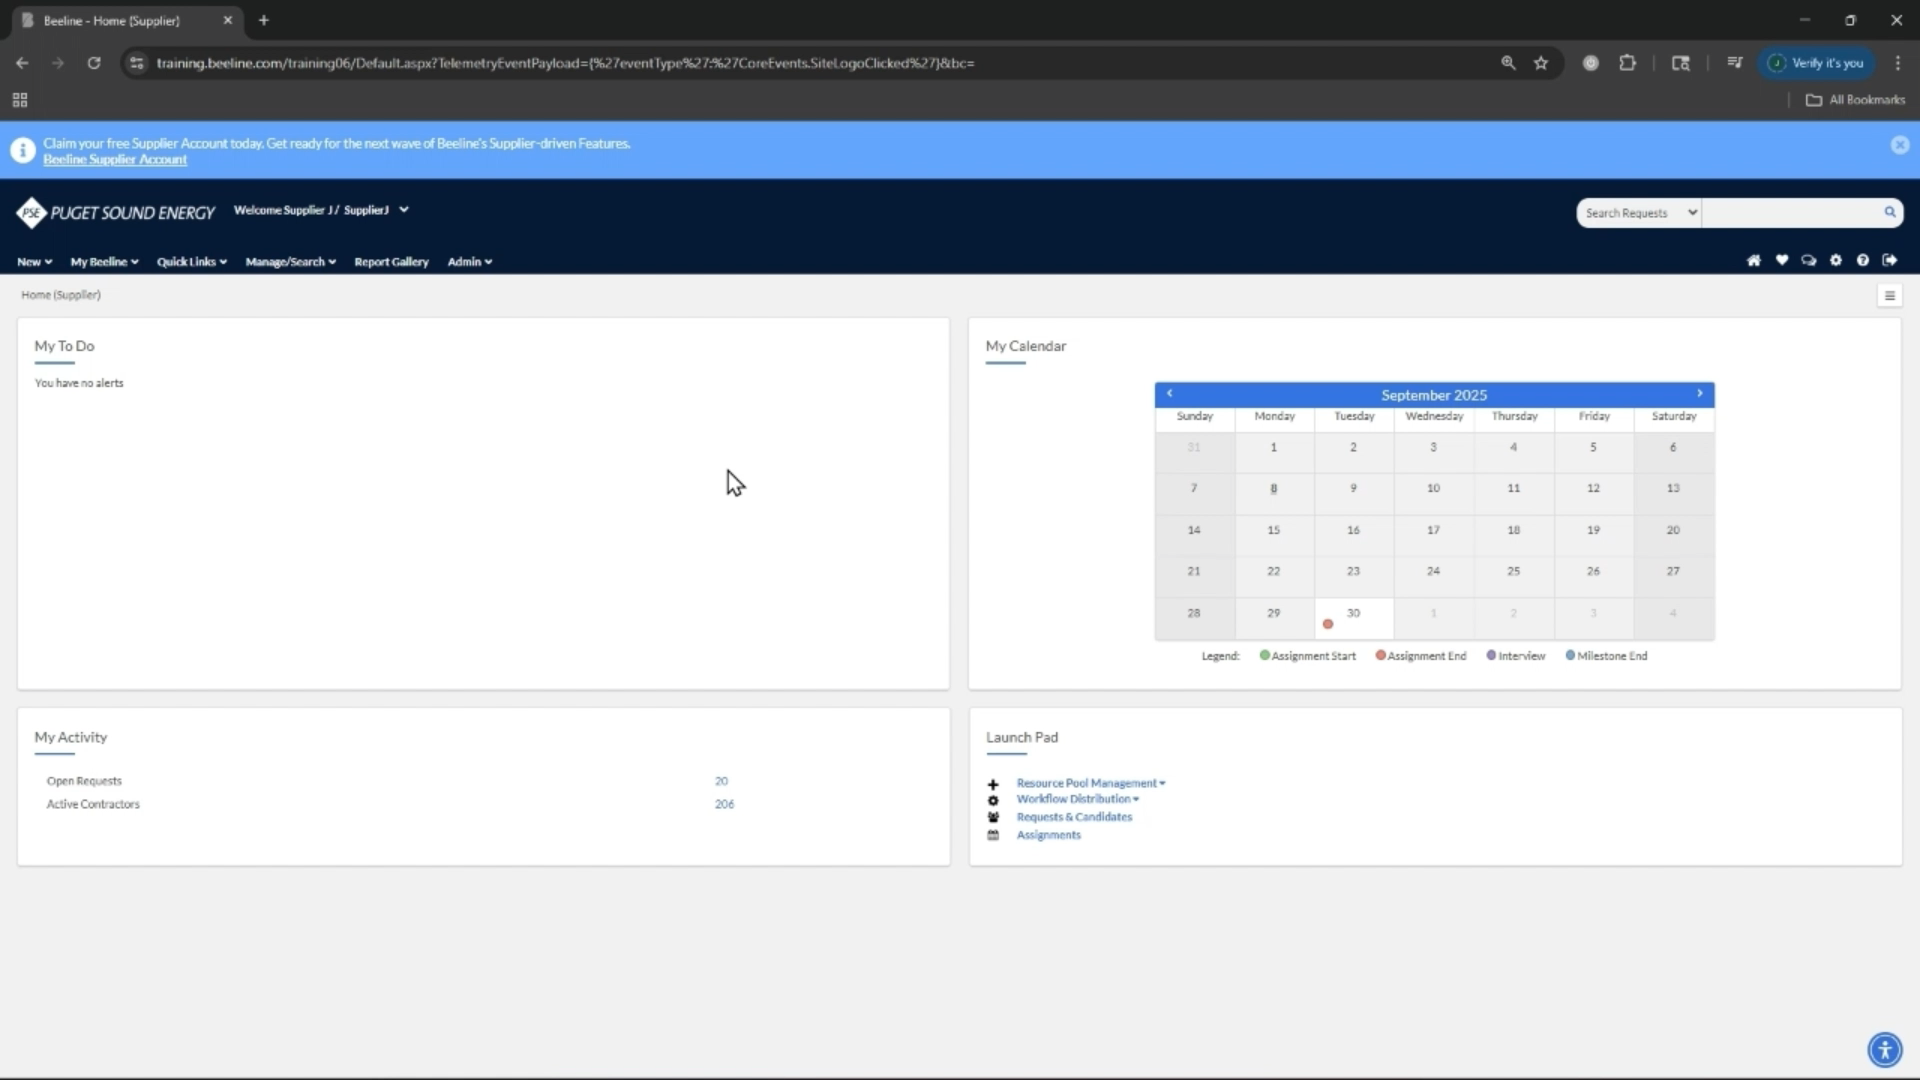 Beeline - Home (Supplier)
training.beeline.com/training06/Default.aspx?TelemetryEventPayload={%27eventType%27:%27CoreEvents.SiteLogoClicked%27}&bc=
Verify it's you
All Bookmarks
Claim your free Supplier Account today. Get ready for the next wave of Beeline's Supplier-driven Features.
Beeline Supplier Account
PSE PUGET SOUND ENERGY
Welcome Supplier J / SupplierJ
Search Requests
New
My Beeline
Quick Links
Manage/Search
Report Gallery
Admin
Home (Supplier)
My To Do
You have no alerts
My Calendar
September 2025
Sunday Monday Tuesday Wednesday Thursday Friday Saturday
31 1 2 3 4 5 6
7 8 9 10 11 12 13
14 15 16 17 18 19 20
21 22 23 24 25 26 27
28 29 30 1 2 3 4
Legend: Assignment Start Assignment End Interview Milestone End
My Activity
Open Requests 20
Active Contractors 206
Launch Pad
Resource Pool Management
Workflow Distribution
Requests & Candidates
Assignments